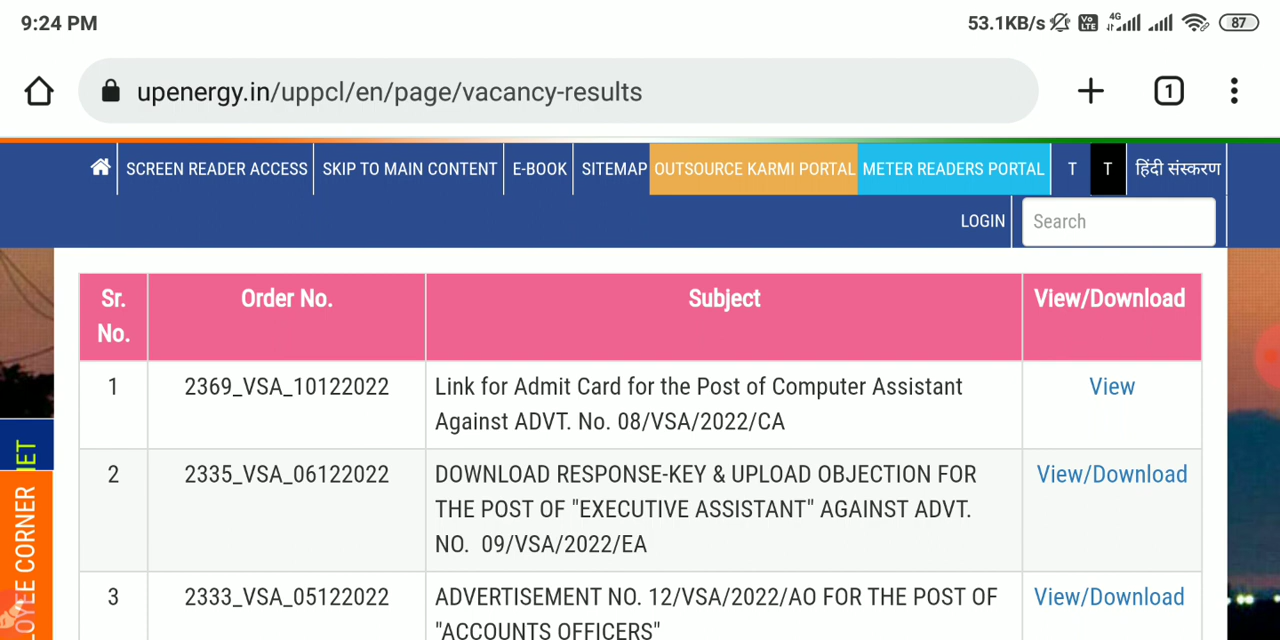 9:24 PM
53.1KB/s VoLTE 4G 87
upenergy.in/uppcl/en/page/vacancy-results
1
SCREEN READER ACCESS
SKIP TO MAIN CONTENT
E-BOOK
SITEMAP
OUTSOURCE KARMI PORTAL
METER READERS PORTAL
T
T
हिंदी संस्करण
LOGIN
Search
Sr. No.
Order No.
Subject
View/Download
1
2369_VSA_10122022
Link for Admit Card for the Post of Computer Assistant
Against ADVT. No. 08/VSA/2022/CA
View
2
2335_VSA_06122022
DOWNLOAD RESPONSE-KEY & UPLOAD OBJECTION FOR
THE POST OF "EXECUTIVE ASSISTANT" AGAINST ADVT.
NO. 09/VSA/2022/EA
View/Download
3
2333_VSA_05122022
ADVERTISEMENT NO. 12/VSA/2022/AO FOR THE POST OF
"ACCOUNTS OFFICERS"
View/Download
CORNER